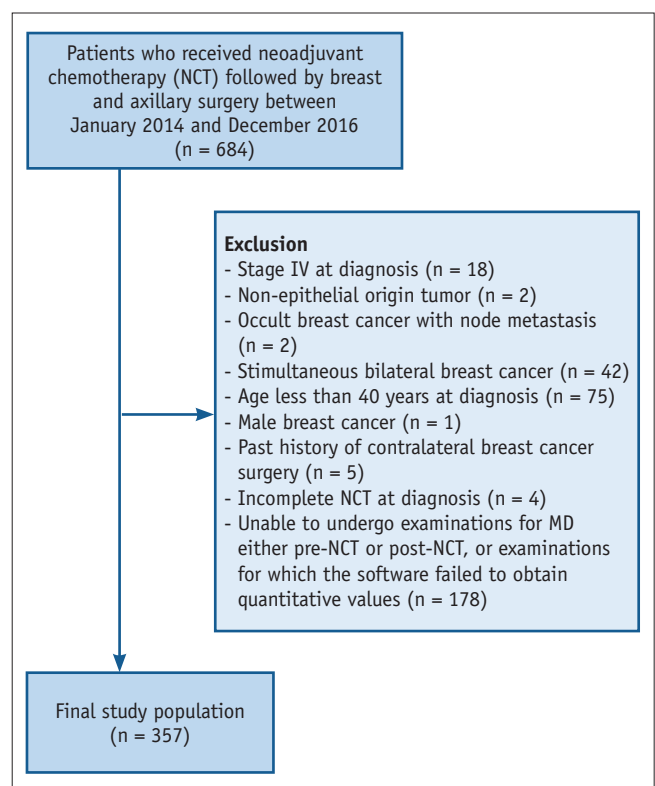 Patients who received neoadjuvant
chemotherapy (NCT) followed by breast
and axillary surgery between
January 2014 and December 2016
(n = 684)
Exclusion
- Stage IV at diagnosis (n = 18)
- Non-epithelial origin tumor (n = 2)
- Occult breast cancer with node metastasis
(n = 2)
- Stimultaneous bilateral breast cancer (n = 42)
- Age less than 40 years at diagnosis (n = 75)
- Male breast cancer (n = 1)
- Past history of contralateral breast cancer
surgery (n = 5)
- Incomplete NCT at diagnosis (n = 4)
- Unable to undergo examinations for MD
either pre-NCT or post-NCT, or examinations
for which the software failed to obtain
quantitative values (n = 178)
Final study population
(n = 357)